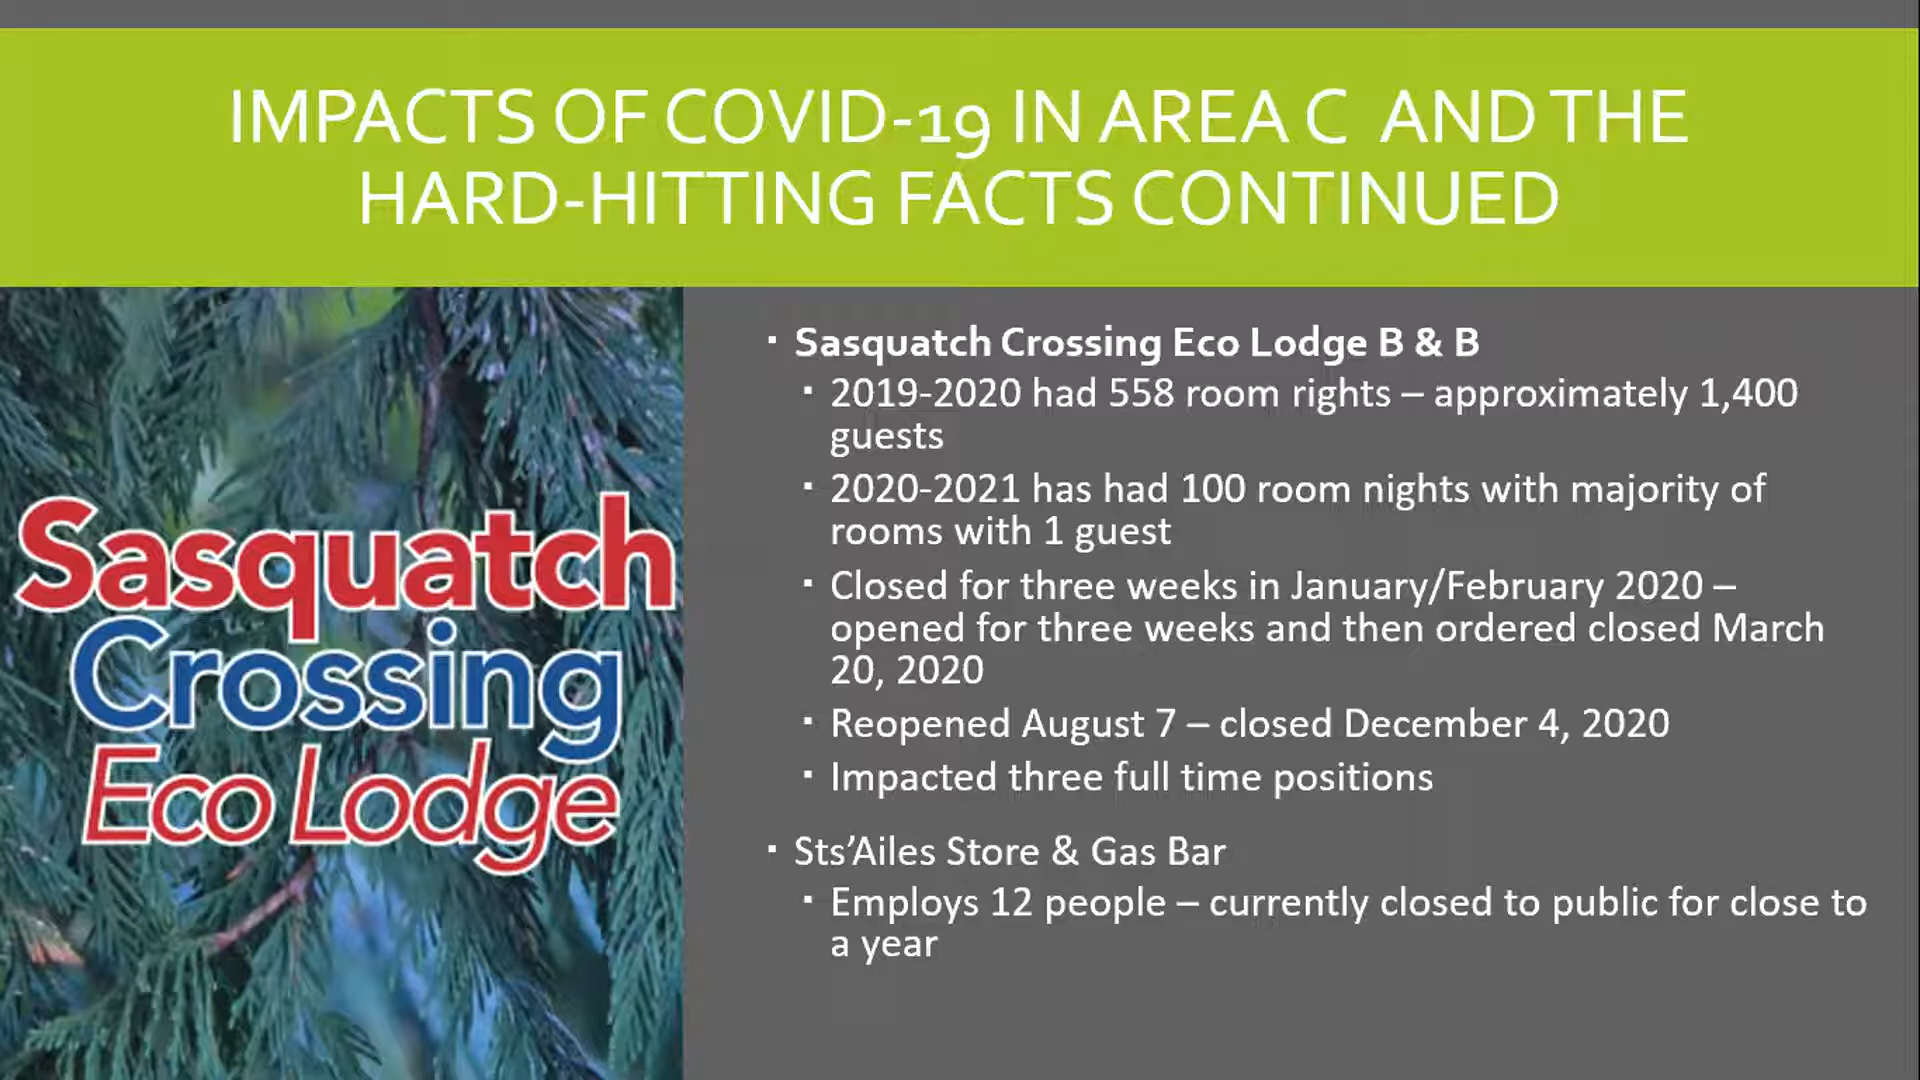 IMPACTS OF COVID-19 IN AREA C AND THE
HARD-HITTING FACTS CONTINUED
Sasquatch
Crossing
Eco Lodge
▪ Sasquatch Crossing Eco Lodge B & B
▪ 2019-2020 had 558 room rights – approximately 1,400
guests
▪ 2020-2021 has had 100 room nights with majority of
rooms with 1 guest
▪ Closed for three weeks in January/February 2020 –
opened for three weeks and then ordered closed March
20, 2020
▪ Reopened August 7 – closed December 4, 2020
▪ Impacted three full time positions
▪ Sts’Ailes Store & Gas Bar
▪ Employs 12 people – currently closed to public for close to
a year